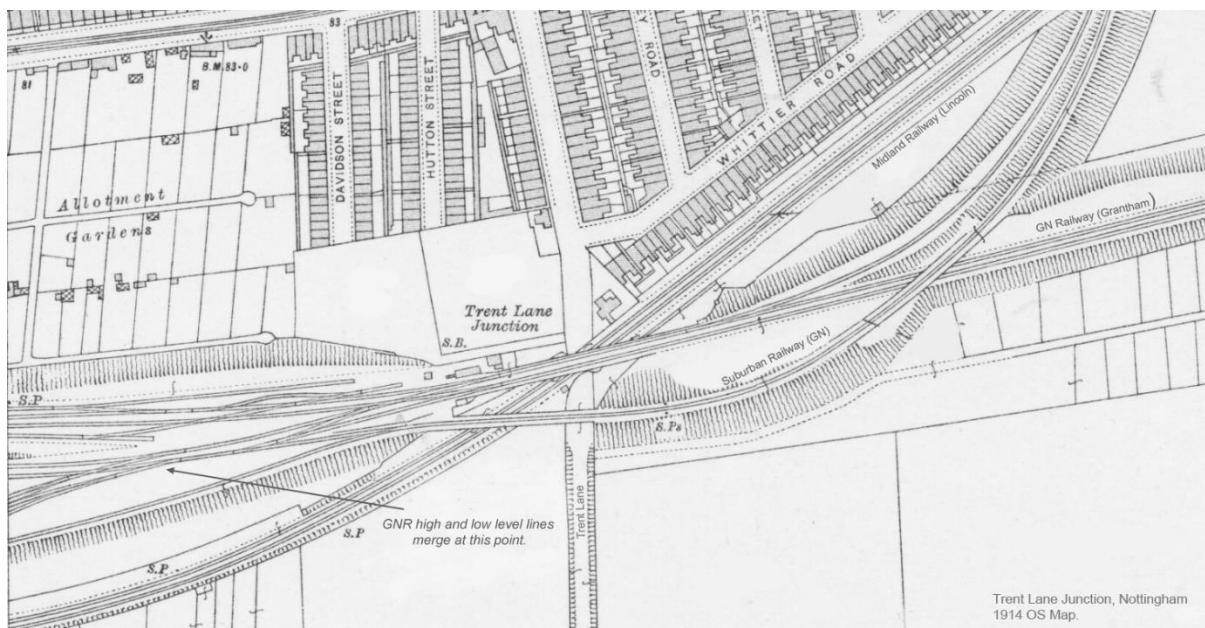 83
B.M.83·0
81
DAVIDSON STREET
HUTTON STREET
EY ROAD
ET
WHITTIER ROAD
Midland Railway (Lincoln)
GN Railway (Grantham)
Allotment
Gardens
Trent Lane
Junction
S.B.
Suburban Railway (GN)
S.P
S.Ps
GNR high and low level lines
merge at this point.
S.P
S.P.
Trent Lane
Trent Lane Junction, Nottingham
1914 OS Map.